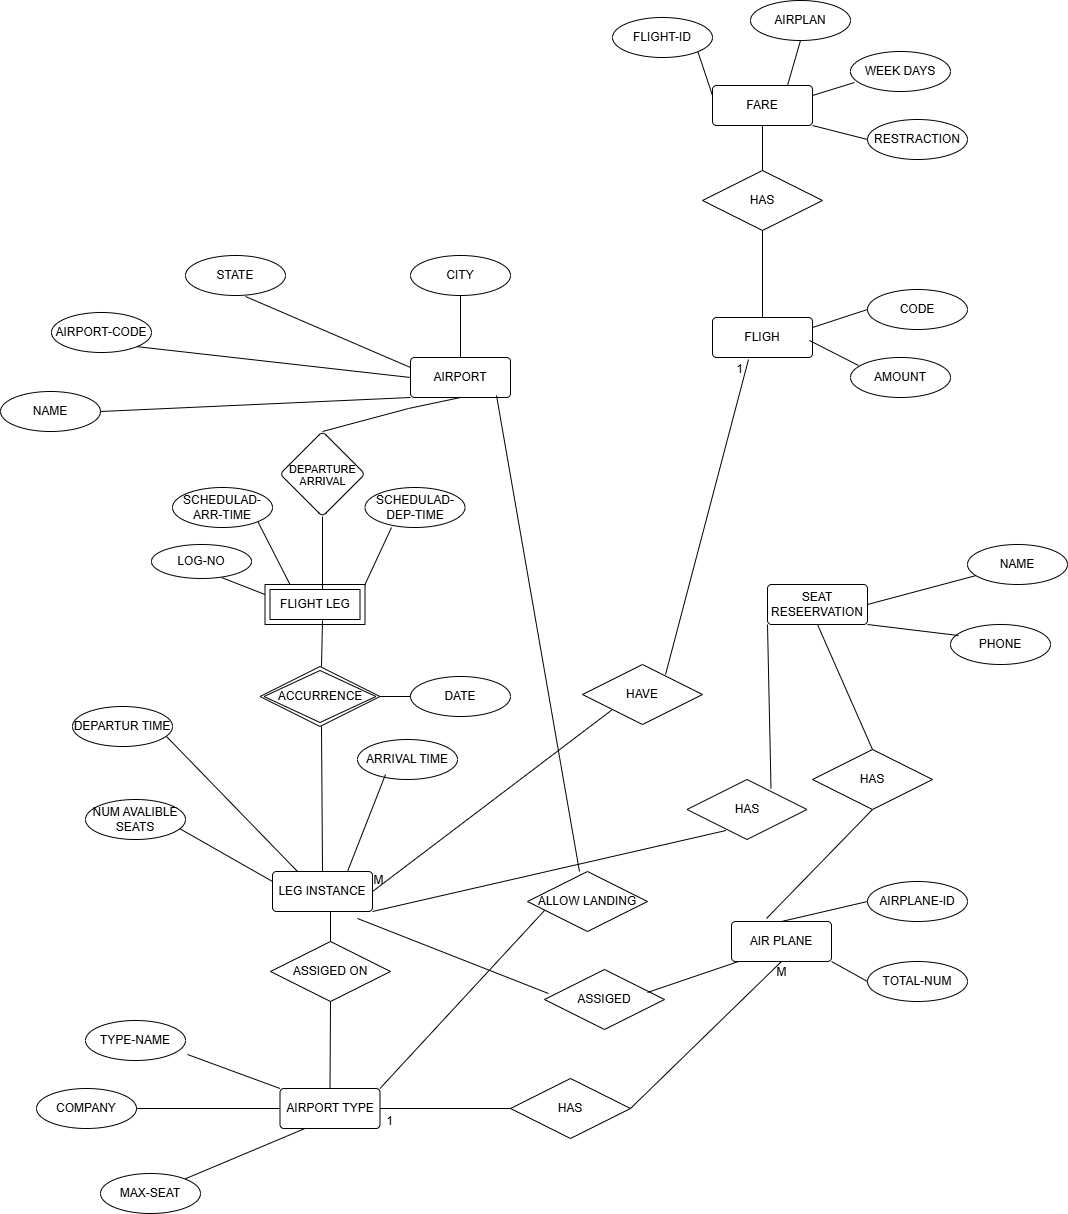 AIRPLAN
FLIGHT-ID
WEEK DAYS
FARE
RESTRACTION
HAS
STATE
CITY
CODE
AIRPORT-CODE
FLIGH
1
AIRPORT
AMOUNT
NAME
DEPARTURE
ARRIVAL
SCHEDULAD-
ARR-TIME
SCHEDULAD-
DEP-TIME
LOG-NO
NAME
FLIGHT LEG
SEAT
RESEERVATION
PHONE
ACCURRENCE
DATE
HAVE
DEPARTUR TIME
ARRIVAL TIME
HAS
NUM AVALIBLE
SEATS
HAS
M
LEG INSTANCE
ALLOW LANDING
AIRPLANE-ID
AIR PLANE
M
ASSIGED ON
TOTAL-NUM
ASSIGED
TYPE-NAME
COMPANY
AIRPORT TYPE
1
HAS
MAX-SEAT